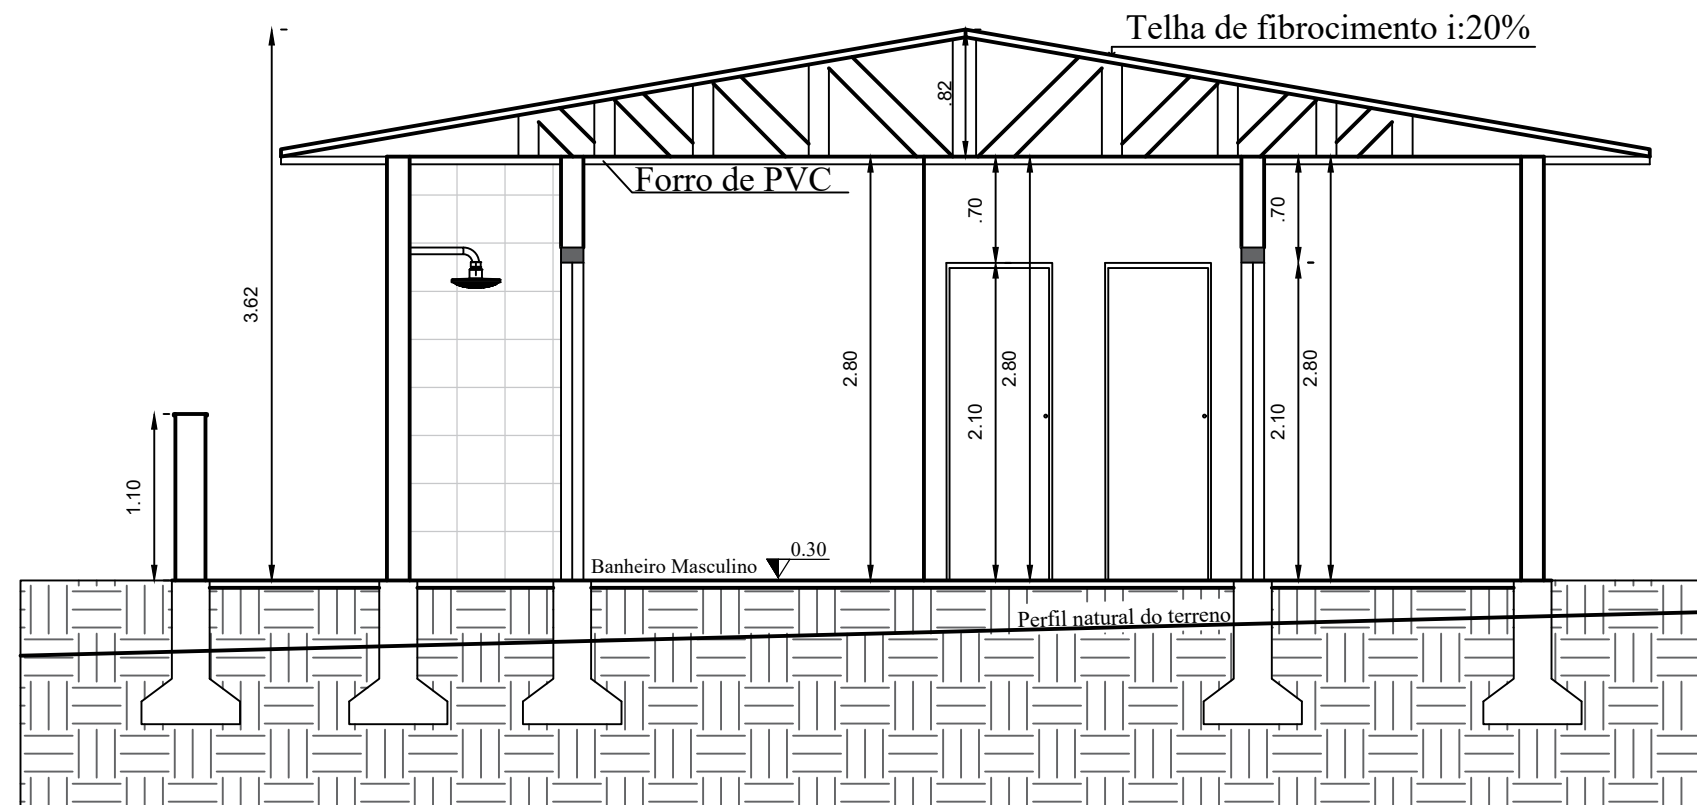 Telha de fibrocimento i:20%
.82
Forro de PVC
.70
.70
3.62
2.80
2.80
2.80
2.10
2.10
1.10
Banheiro Masculino
0.30
Perfil natural do terreno